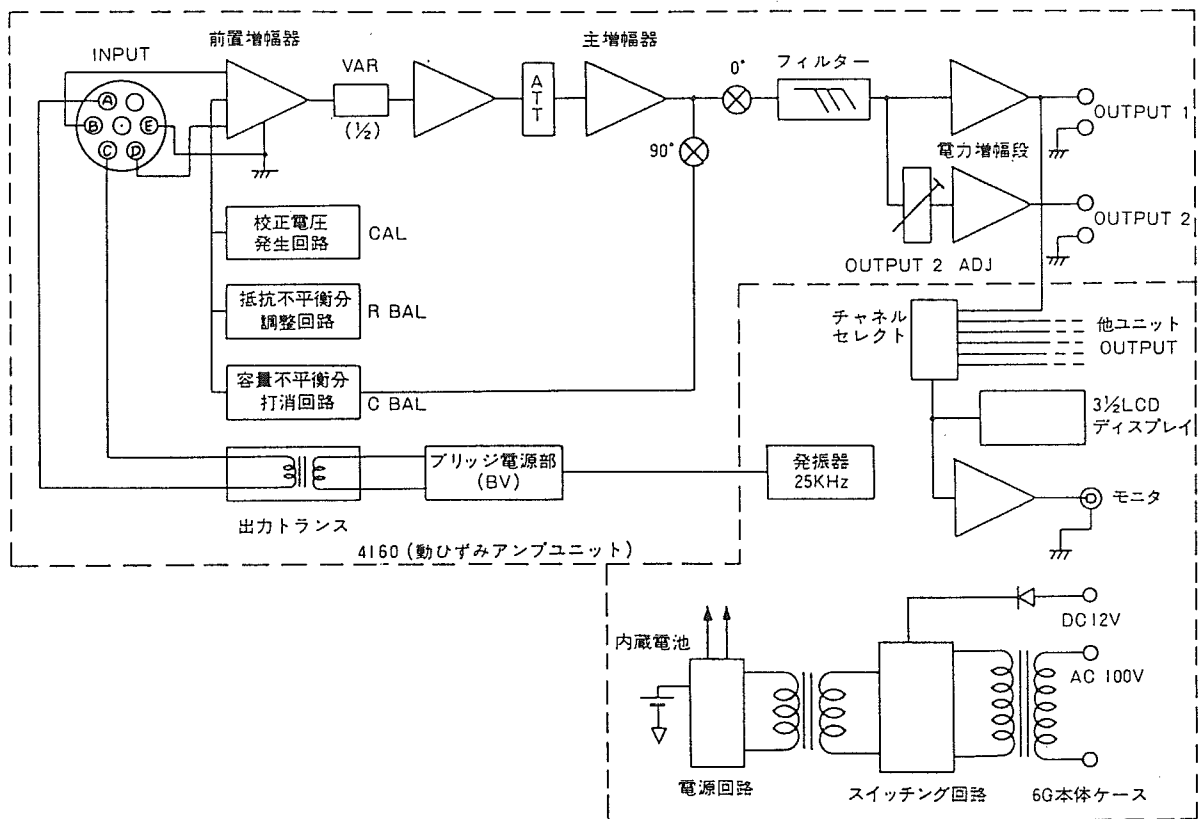 INPUT
前置増幅器
VAR
(½)
A
T
T
主増幅器
0°
フィルター
OUTPUT 1
A
B
E
C
D
90°
電力増幅段
OUTPUT 2
OUTPUT 2 ADJ
校正電圧
発生回路
CAL
抵抗不平衡分
調整回路
R BAL
容量不平衡分
打消回路
C BAL
チャネル
セレクト
他ユニット
OUTPUT
3½LCD
ディスプレイ
ブリッジ電源部
(BV)
発振器
25KHz
モニタ
出力トランス
4160(動ひずみアンプユニット)
内蔵電池
DC12V
AC 100V
電源回路
スイッチング回路
6G本体ケース